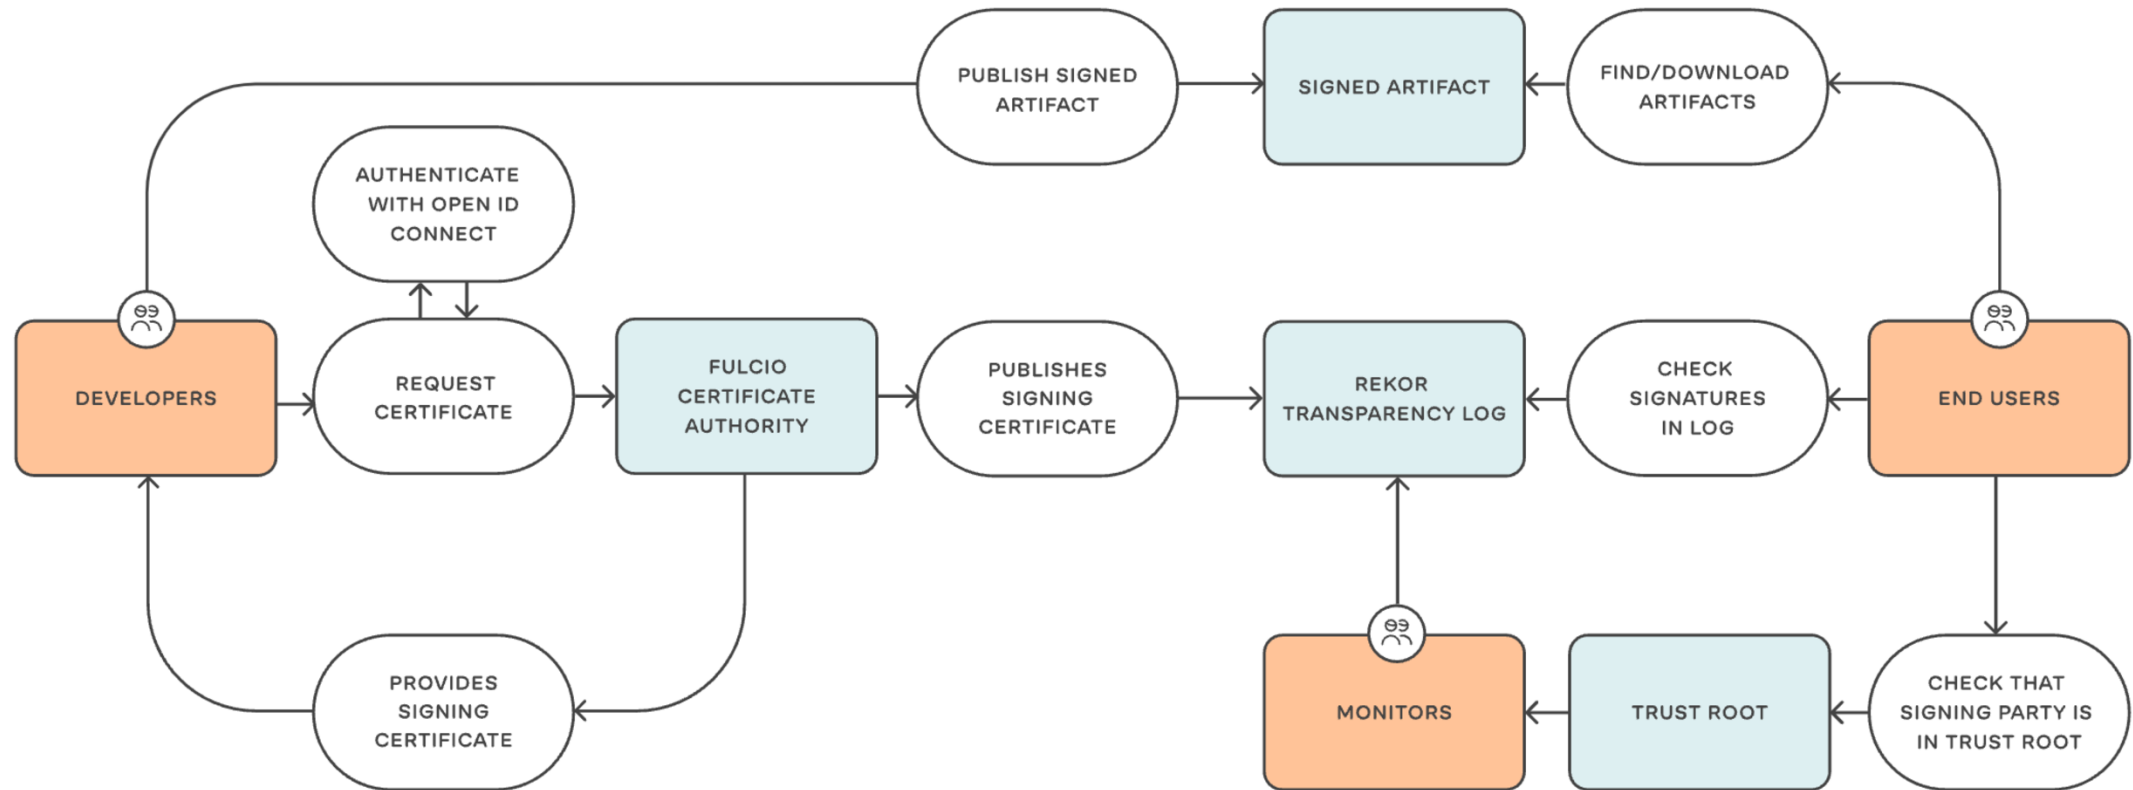 PUBLISH SIGNED
ARTIFACT
SIGNED ARTIFACT
FIND/DOWNLOAD
ARTIFACTS
AUTHENTICATE
WITH OPEN ID
CONNECT
DEVELOPERS
REQUEST
CERTIFICATE
FULCIO
CERTIFICATE
AUTHORITY
PUBLISHES
SIGNING
CERTIFICATE
REKOR
TRANSPARENCY LOG
CHECK
SIGNATURES
IN LOG
END USERS
PROVIDES
SIGNING
CERTIFICATE
MONITORS
TRUST ROOT
CHECK THAT
SIGNING PARTY IS
IN TRUST ROOT